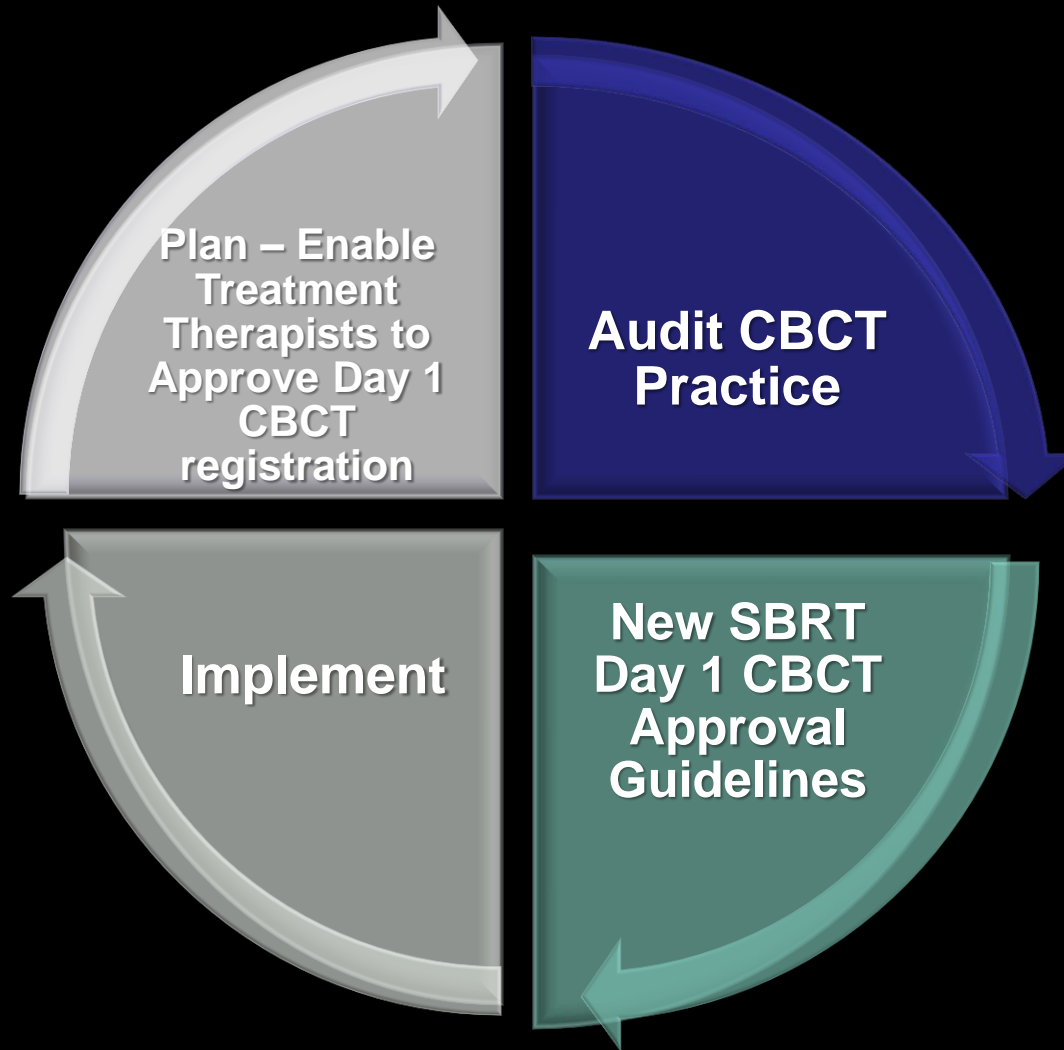 Plan – Enable
Treatment
Therapists to
Approve Day 1
CBCT
registration
Audit CBCT
Practice
New SBRT
Day 1 CBCT
Approval
Guidelines
Implement